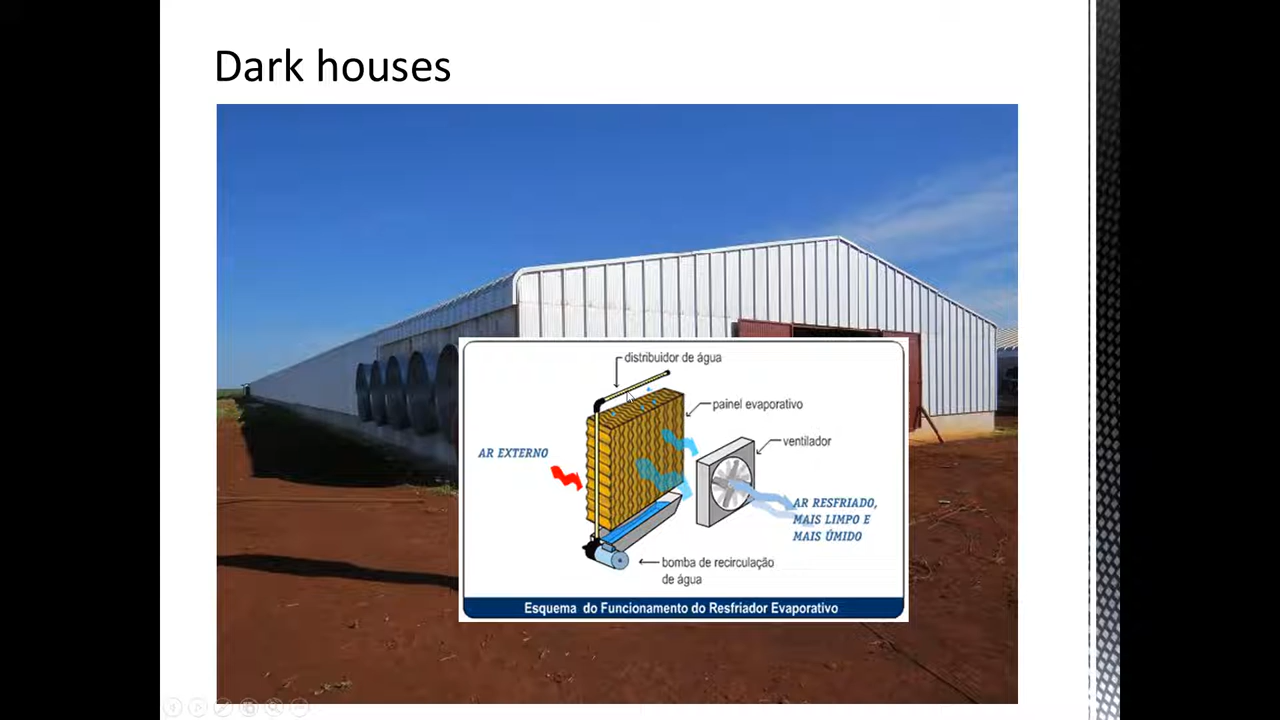 Dark houses
distribuidor de água
painel evaporativo
ventilador
AR EXTERNO
AR RESFRIADO,
MAIS LIMPO E
MAIS ÚMIDO
bomba de recirculação
de água
Esquema do Funcionamento do Resfriador Evaporativo